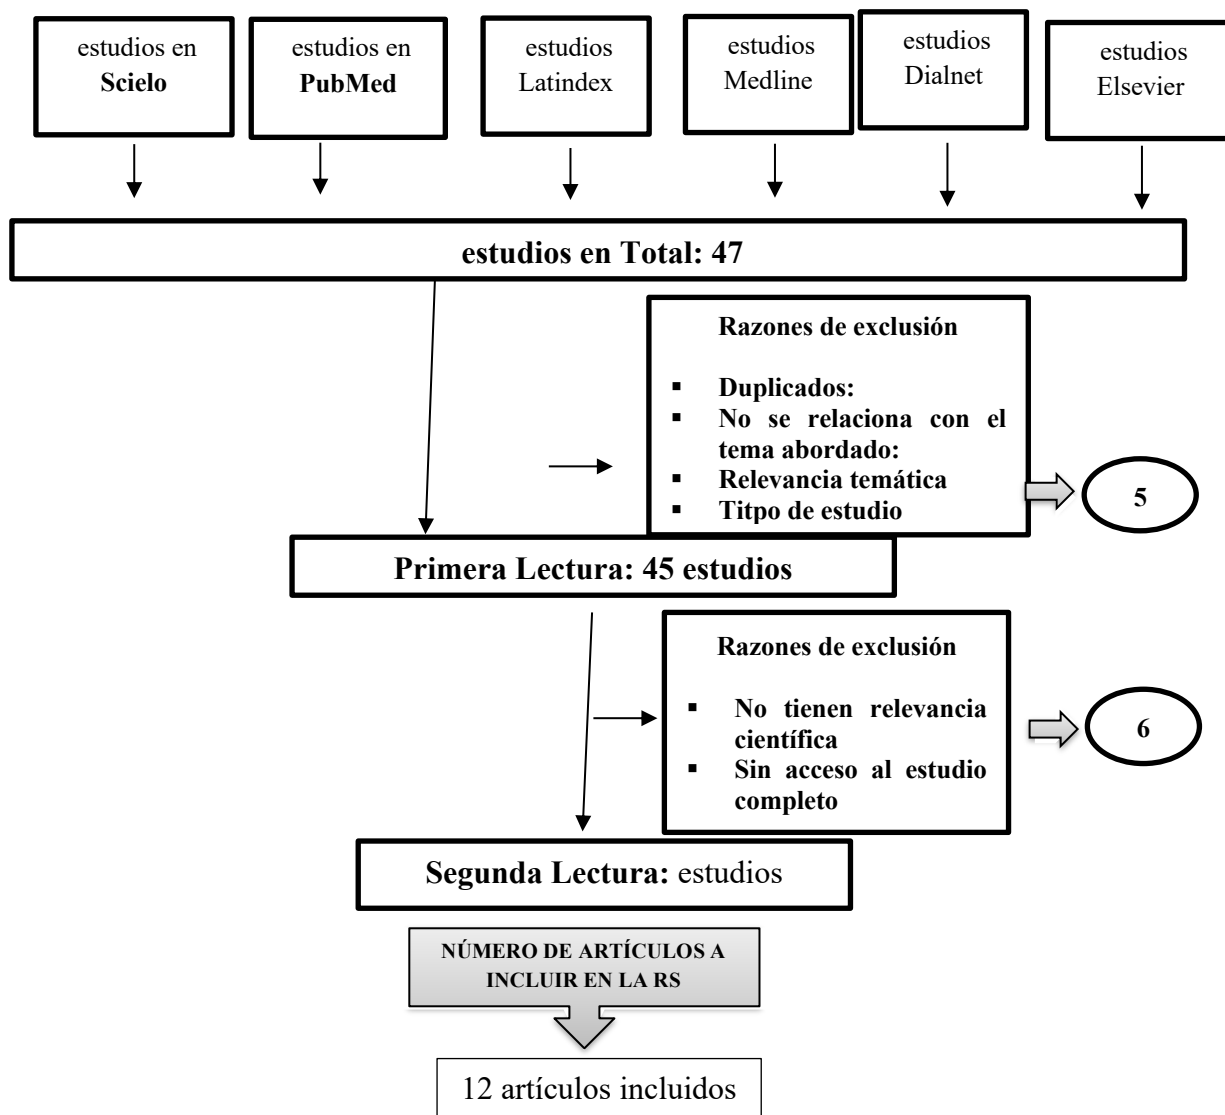 estudios en
Scielo
estudios en
PubMed
estudios
Latindex
estudios
Medline
estudios
Dialnet
estudios
Elsevier
estudios en Total: 47
Razones de exclusión
▪ Duplicados:
▪ No se relaciona con el
tema abordado:
▪ Relevancia temática
▪ Titpo de estudio
5
Primera Lectura: 45 estudios
Razones de exclusión
▪ No tienen relevancia
científica
▪ Sin acceso al estudio
completo
6
Segunda Lectura: estudios
NÚMERO DE ARTÍCULOS A
INCLUIR EN LA RS
12 artículos incluidos